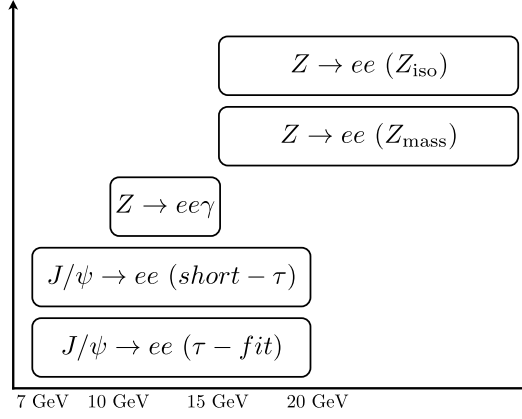 Z → ee (Z_iso)
Z → ee (Z_mass)
Z → eeγ
J/ψ → ee (short − τ)
J/ψ → ee (τ − fit)
7 GeV 10 GeV 15 GeV 20 GeV